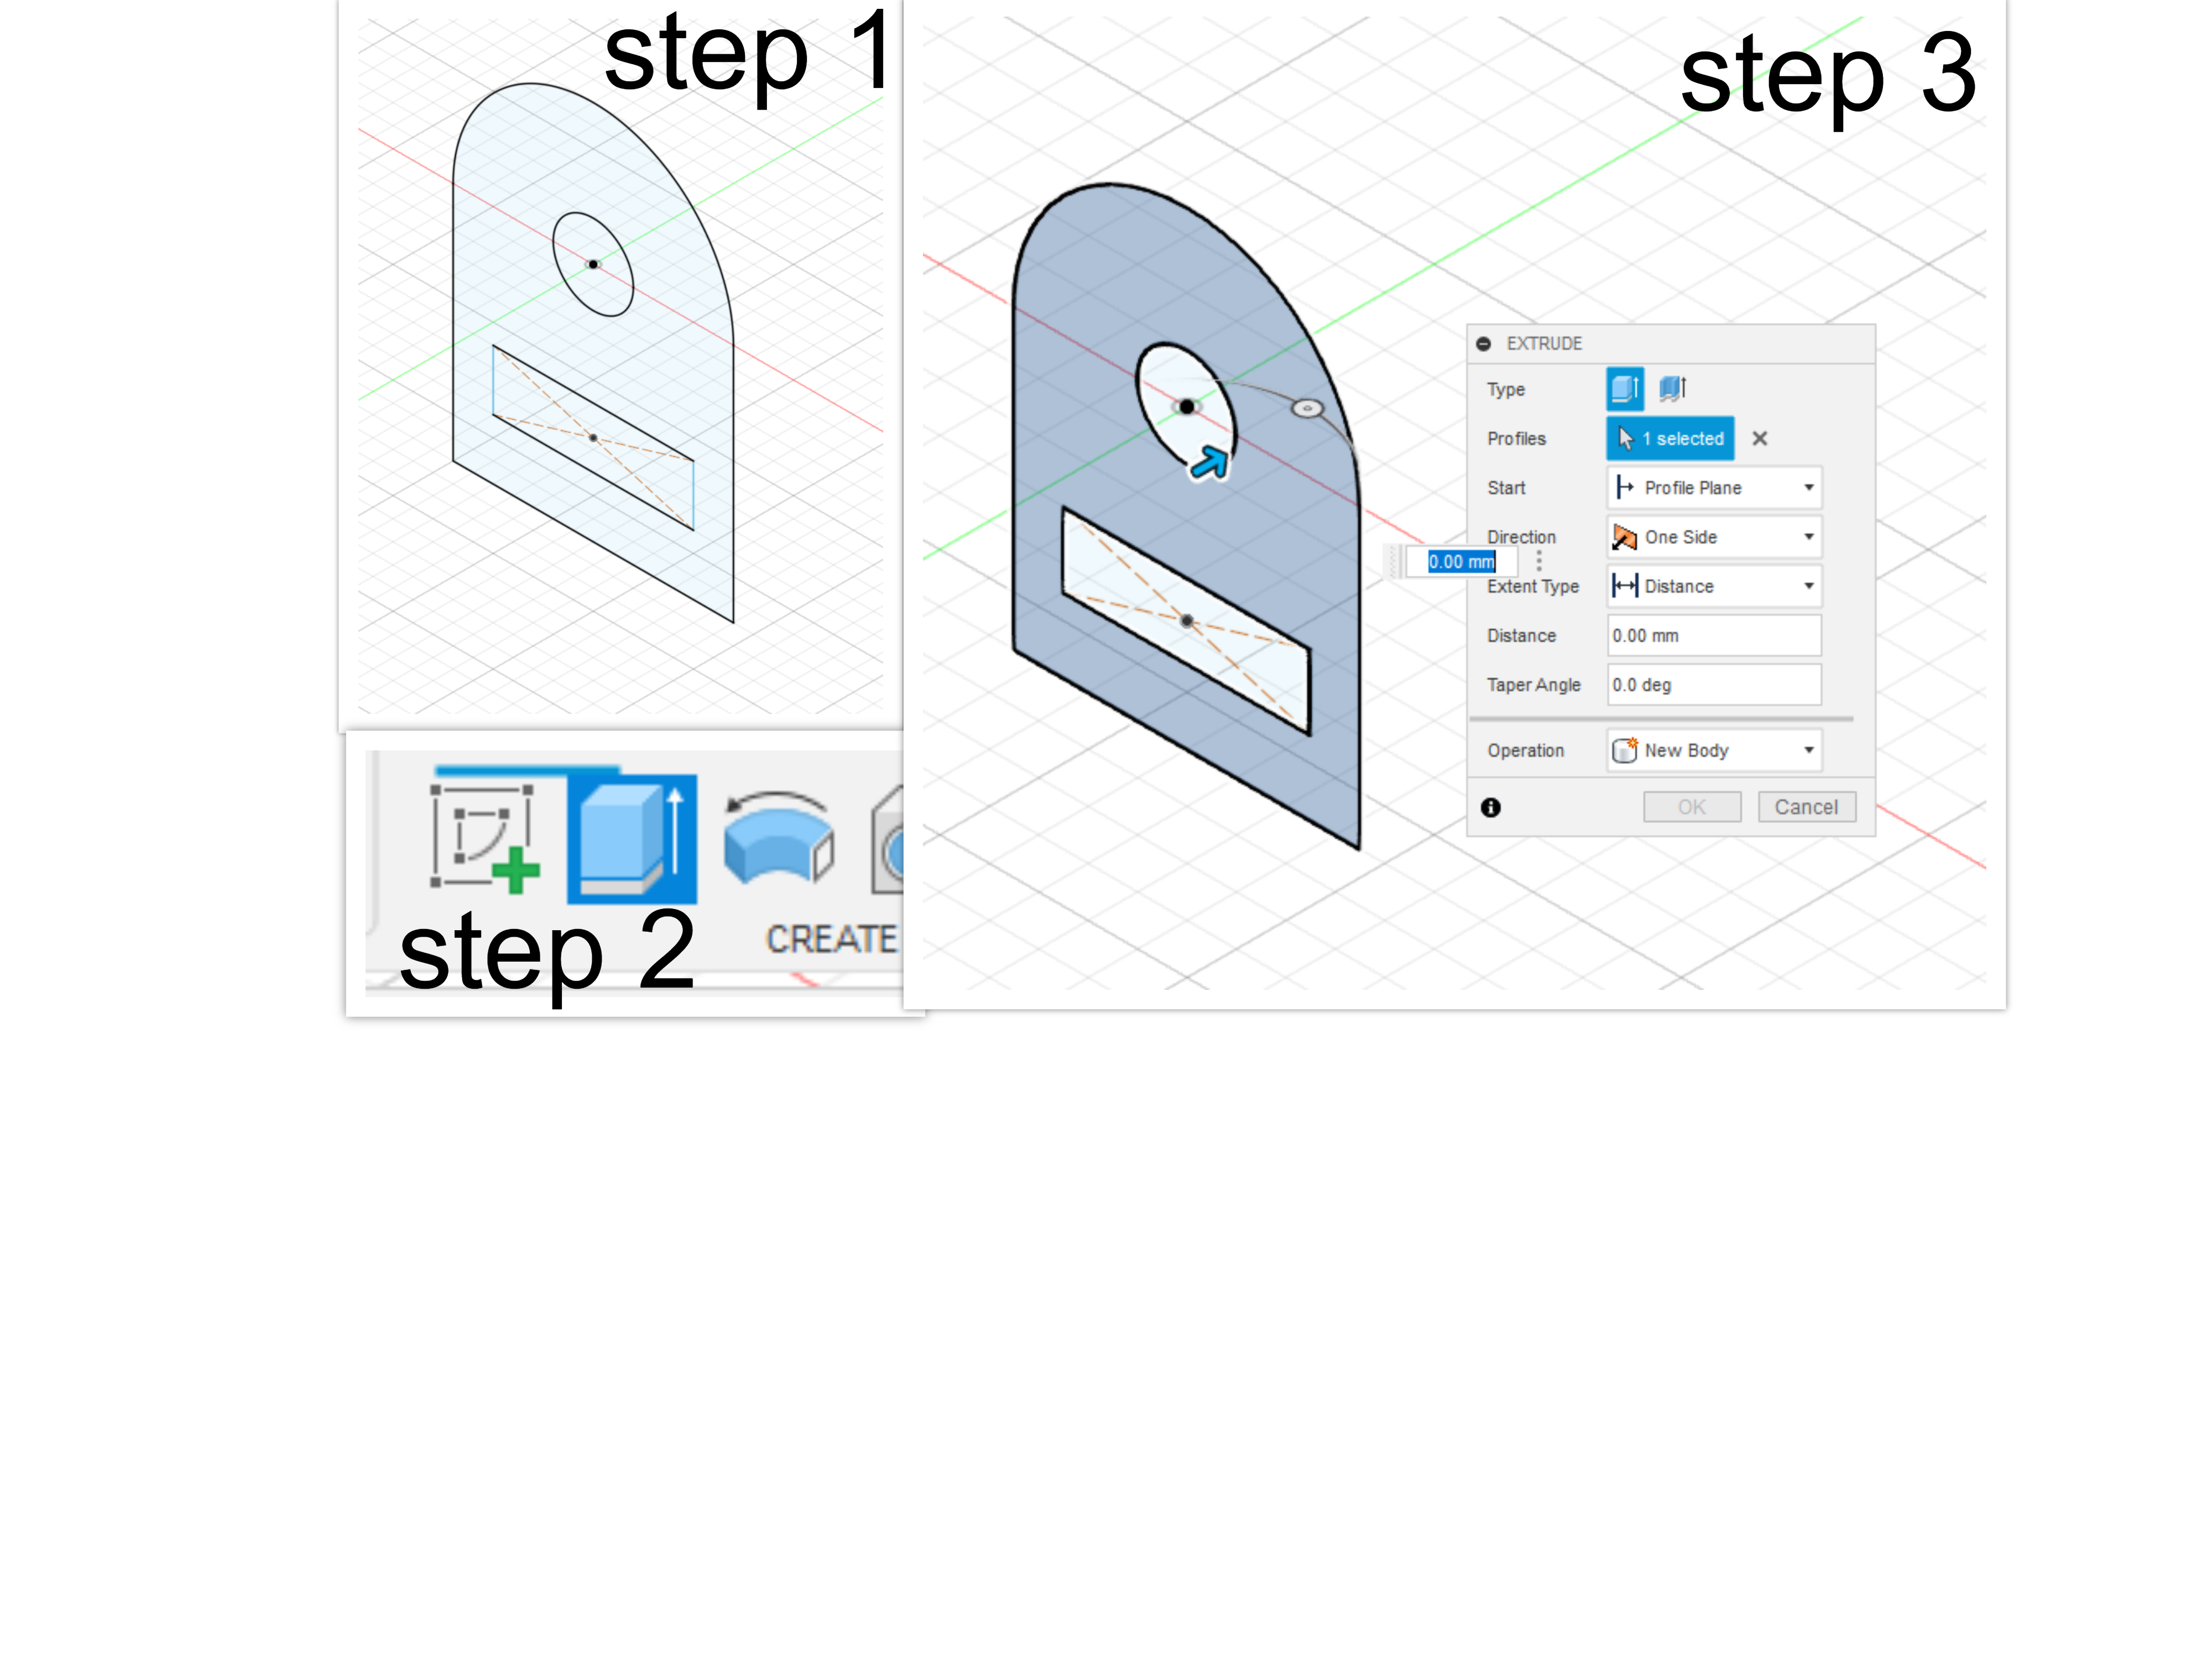 step 1
step 2
CREATE
step 3
EXTRUDE
Type
Profiles 1 selected
Start Profile Plane
Direction One Side
0.00 mm
Extent Type Distance
Distance 0.00 mm
Taper Angle 0.0 deg
Operation New Body
OK Cancel